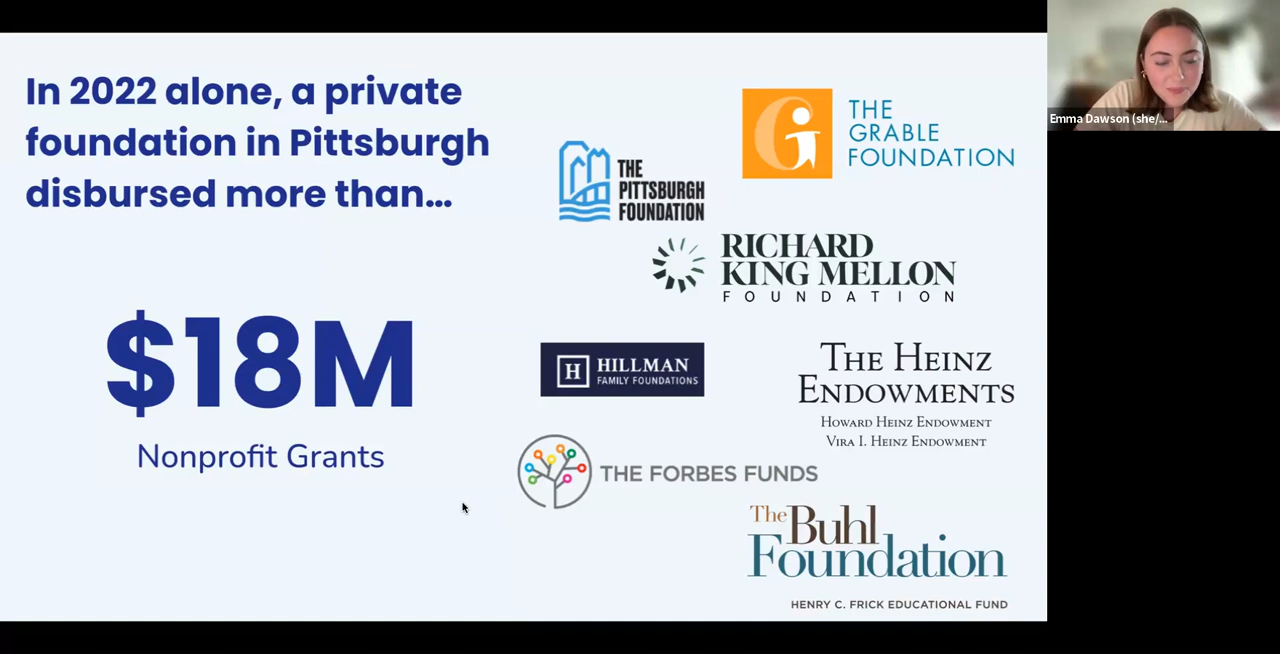 In 2022 alone, a private
foundation in Pittsburgh
disbursed more than...
$18M
Nonprofit Grants
THE
PITTSBURGH
FOUNDATION
G
THE
GRABLE
FOUNDATION
RICHARD
KING MELLON
FOUNDATION
H
HILLMAN
FAMILY FOUNDATIONS
THE HEINZ
ENDOWMENTS
HOWARD HEINZ ENDOWMENT
VIRA I. HEINZ ENDOWMENT
THE FORBES FUNDS
The Buhl
Foundation
HENRY C. FRICK EDUCATIONAL FUND
Emma Dawson (she/...